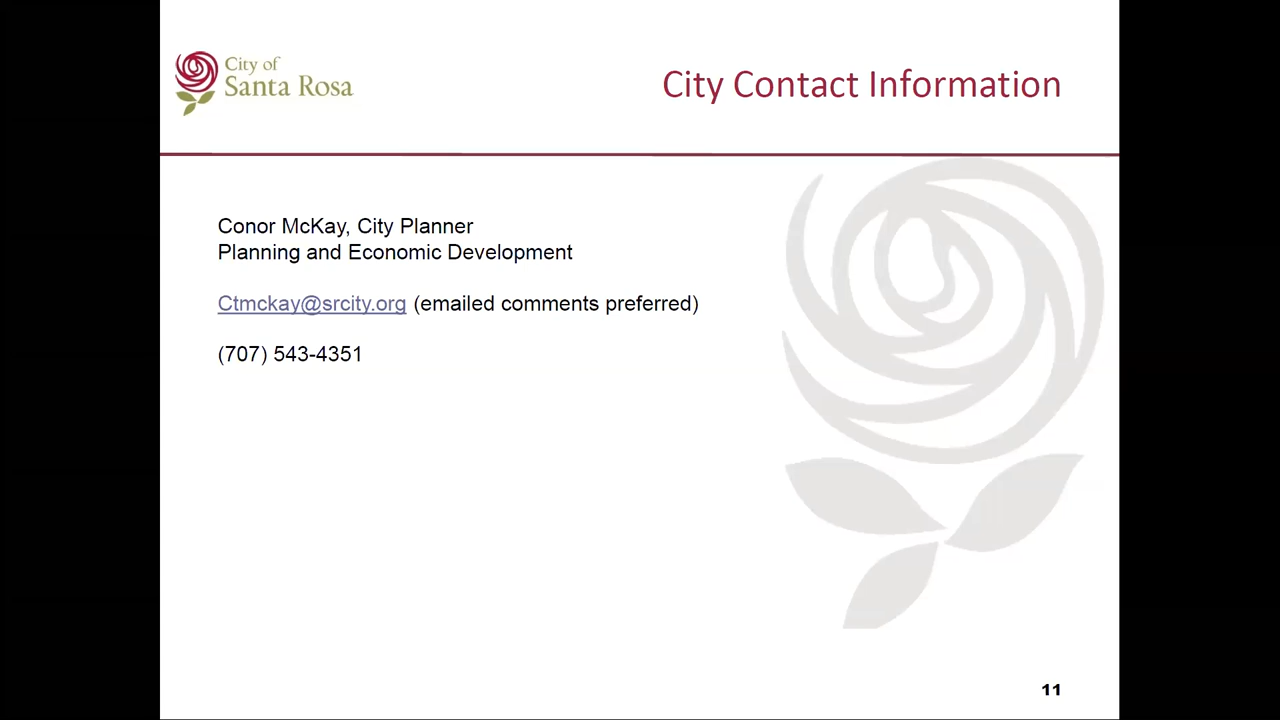 City of
Santa Rosa
City Contact Information
Conor McKay, City Planner
Planning and Economic Development
Ctmckay@srcity.org (emailed comments preferred)
(707) 543-4351
11